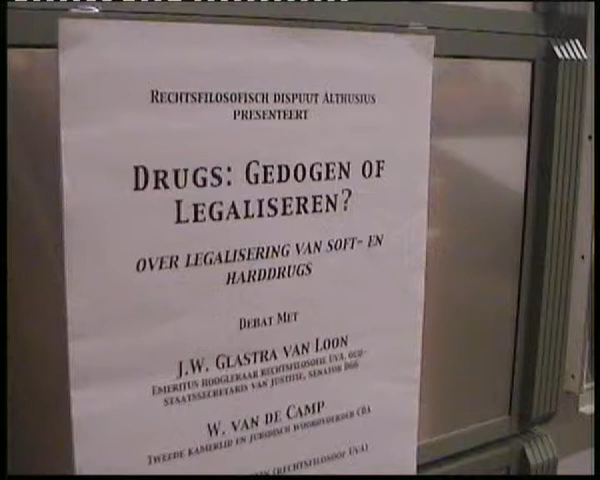 RECHTSFILOSOFISCH DISPUUT ALTHUSIUS
PRESENTEERT
DRUGS: GEDOGEN OF
LEGALISEREN?
OVER LEGALISERING VAN SOFT- EN
HARDDRUGS
DEBAT MET
J.W. GLASTRA VAN LOON
EMERITUS HOOGLERAAR RECHTSFILOSOFIE UVA, OUD-
STAATSSECRETARIS VAN JUSTITIE, SENATOR D66
W. VAN DE CAMP
TWEEDE KAMERLID EN JURIDISCH WOORDVOERDER CDA
(RECHTSFILOSOOF UVA)